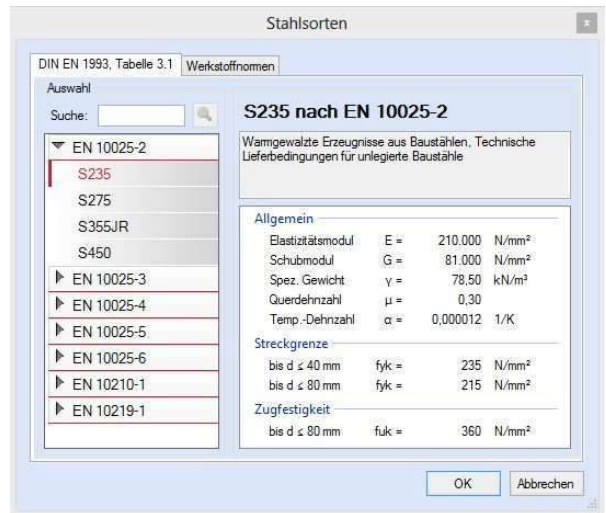 Stahlsorten
x
DIN EN 1993, Tabelle 3.1 Werkstoffnormen
Auswahl
Suche:
EN 10025-2
S235
S275
S355JR
S450
EN 10025-3
EN 10025-4
EN 10025-5
EN 10025-6
EN 10210-1
EN 10219-1
S235 nach EN 10025-2
Warmgewalzte Erzeugnisse aus Baustählen, Technische
Lieferbedingungen für unlegierte Baustähle
Allgemein
Elastizitätsmodul E = 210.000 N/mm²
Schubmodul G = 81.000 N/mm²
Spez. Gewicht γ = 78,50 kN/m³
Querdehnzahl μ = 0,30
Temp.-Dehnzahl α = 0,000012 1/K
Streckgrenze
bis d ≤ 40 mm fyk = 235 N/mm²
bis d ≤ 80 mm fyk = 215 N/mm²
Zugfestigkeit
bis d ≤ 80 mm fuk = 360 N/mm²
OK Abbrechen